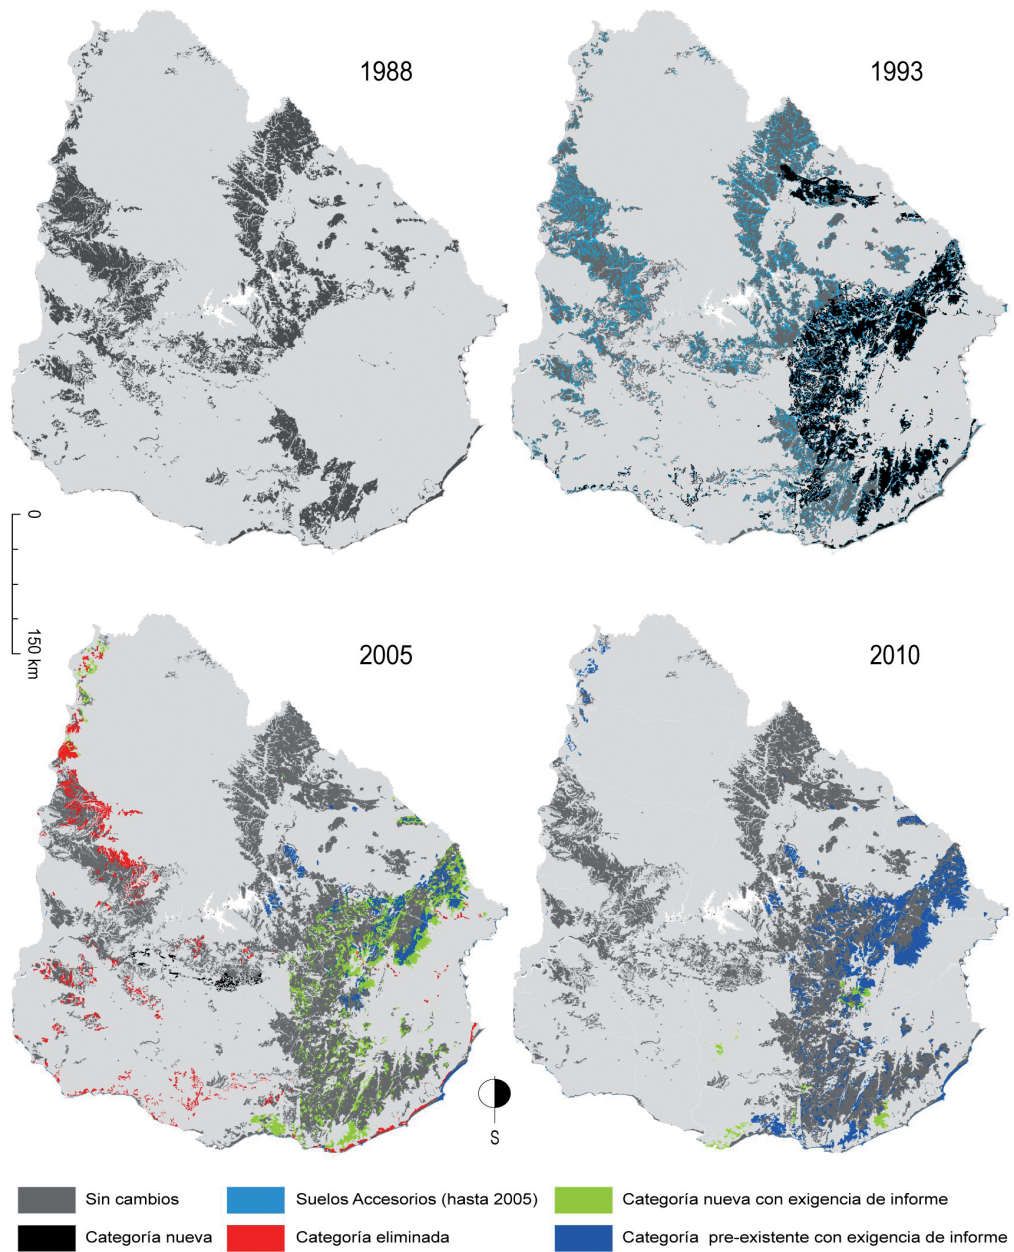 1988
1993
0
150 km
2005
2010
S
Sin cambios
Suelos Accesorios (hasta 2005)
Categoría nueva con exigencia de informe
Categoría nueva
Categoría eliminada
Categoría pre-existente con exigencia de informe